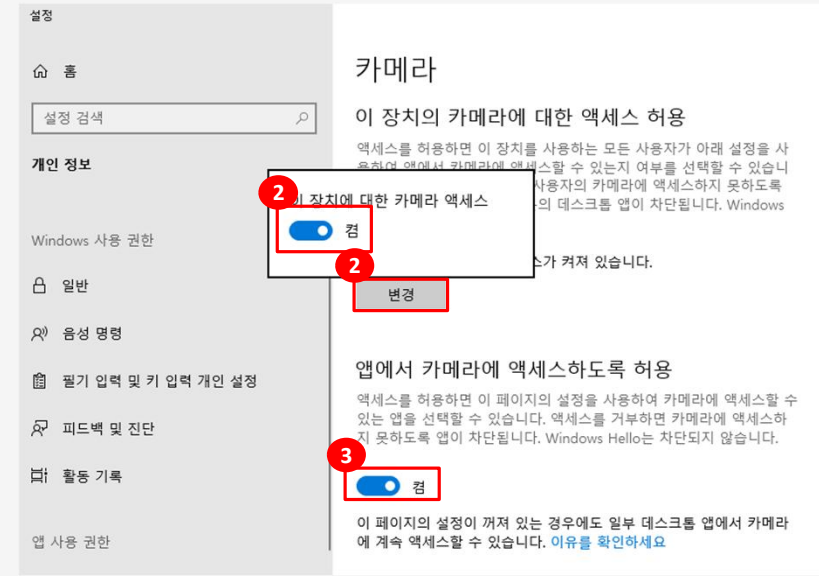 설정
홈
설정 검색
개인 정보
Windows 사용 권한
일반
음성 명령
필기 입력 및 키 입력 개인 설정
피드백 및 진단
활동 기록
앱 사용 권한
카메라
이 장치의 카메라에 대한 액세스 허용
액세스를 허용하면 이 장치를 사용하는 모든 사용자가 아래 설정을 사
용하여 앱에서 카메라에 액세스할 수 있는지 여부를 선택할 수 있습니
사용자의 카메라에 액세스하지 못하도록
의 데스크톱 앱이 차단됩니다. Windows
2
이 장치에 대한 카메라 액세스
켬
가 켜져 있습니다.
2
변경
앱에서 카메라에 액세스하도록 허용
액세스를 허용하면 이 페이지의 설정을 사용하여 카메라에 액세스할 수
있는 앱을 선택할 수 있습니다. 액세스를 거부하면 카메라에 액세스하
지 못하도록 앱이 차단됩니다. Windows Hello는 차단되지 않습니다.
3
켬
이 페이지의 설정이 꺼져 있는 경우에도 일부 데스크톱 앱에서 카메라
에 계속 액세스할 수 있습니다. 이유를 확인하세요